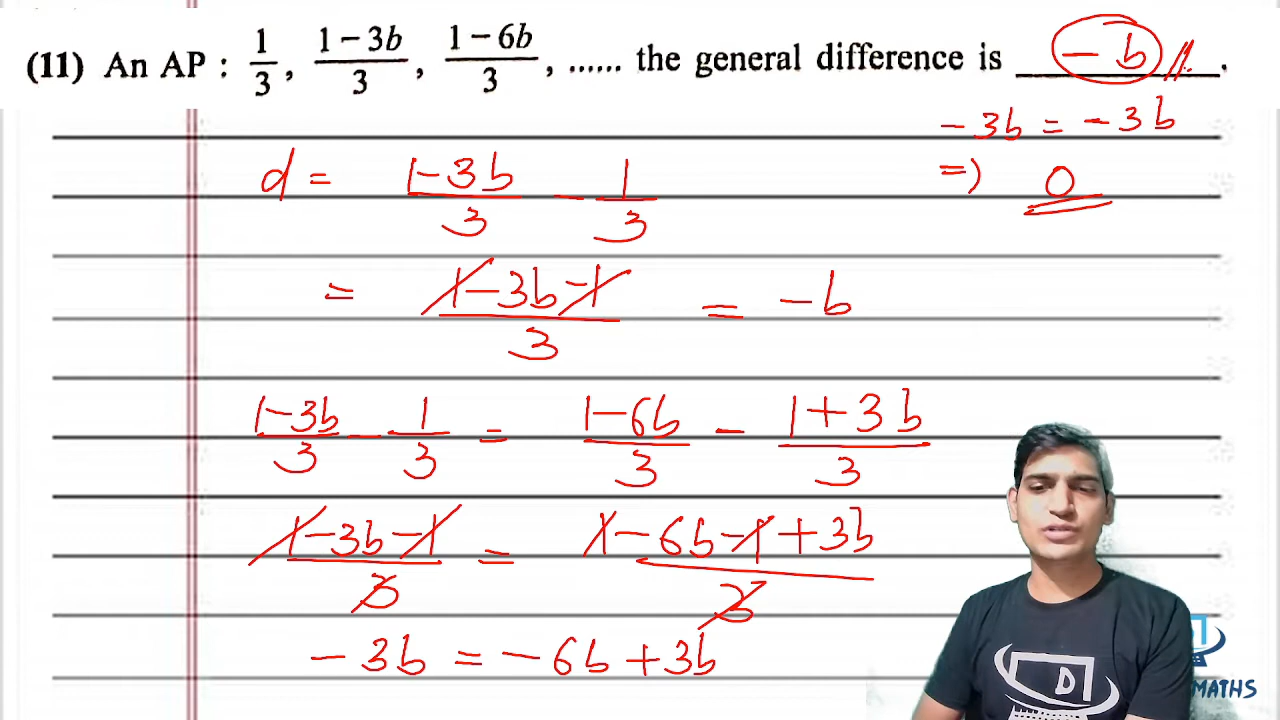 (11) An AP : 1/3, (1 − 3b)/3, (1 − 6b)/3, ...... the general difference is − b .
− 3b = − 3b
=> 0
d = (1 − 3b)/3 − 1/3
= (1 − 3b − 1)/3 = − b
(1 − 3b)/3 − 1/3 = (1 − 6b)/3 − (1 + 3b)/3
(1 − 3b − 1)/3 = (1 − 6b − 1 + 3b)/3
− 3b = − 6b + 3b
D
MATHS